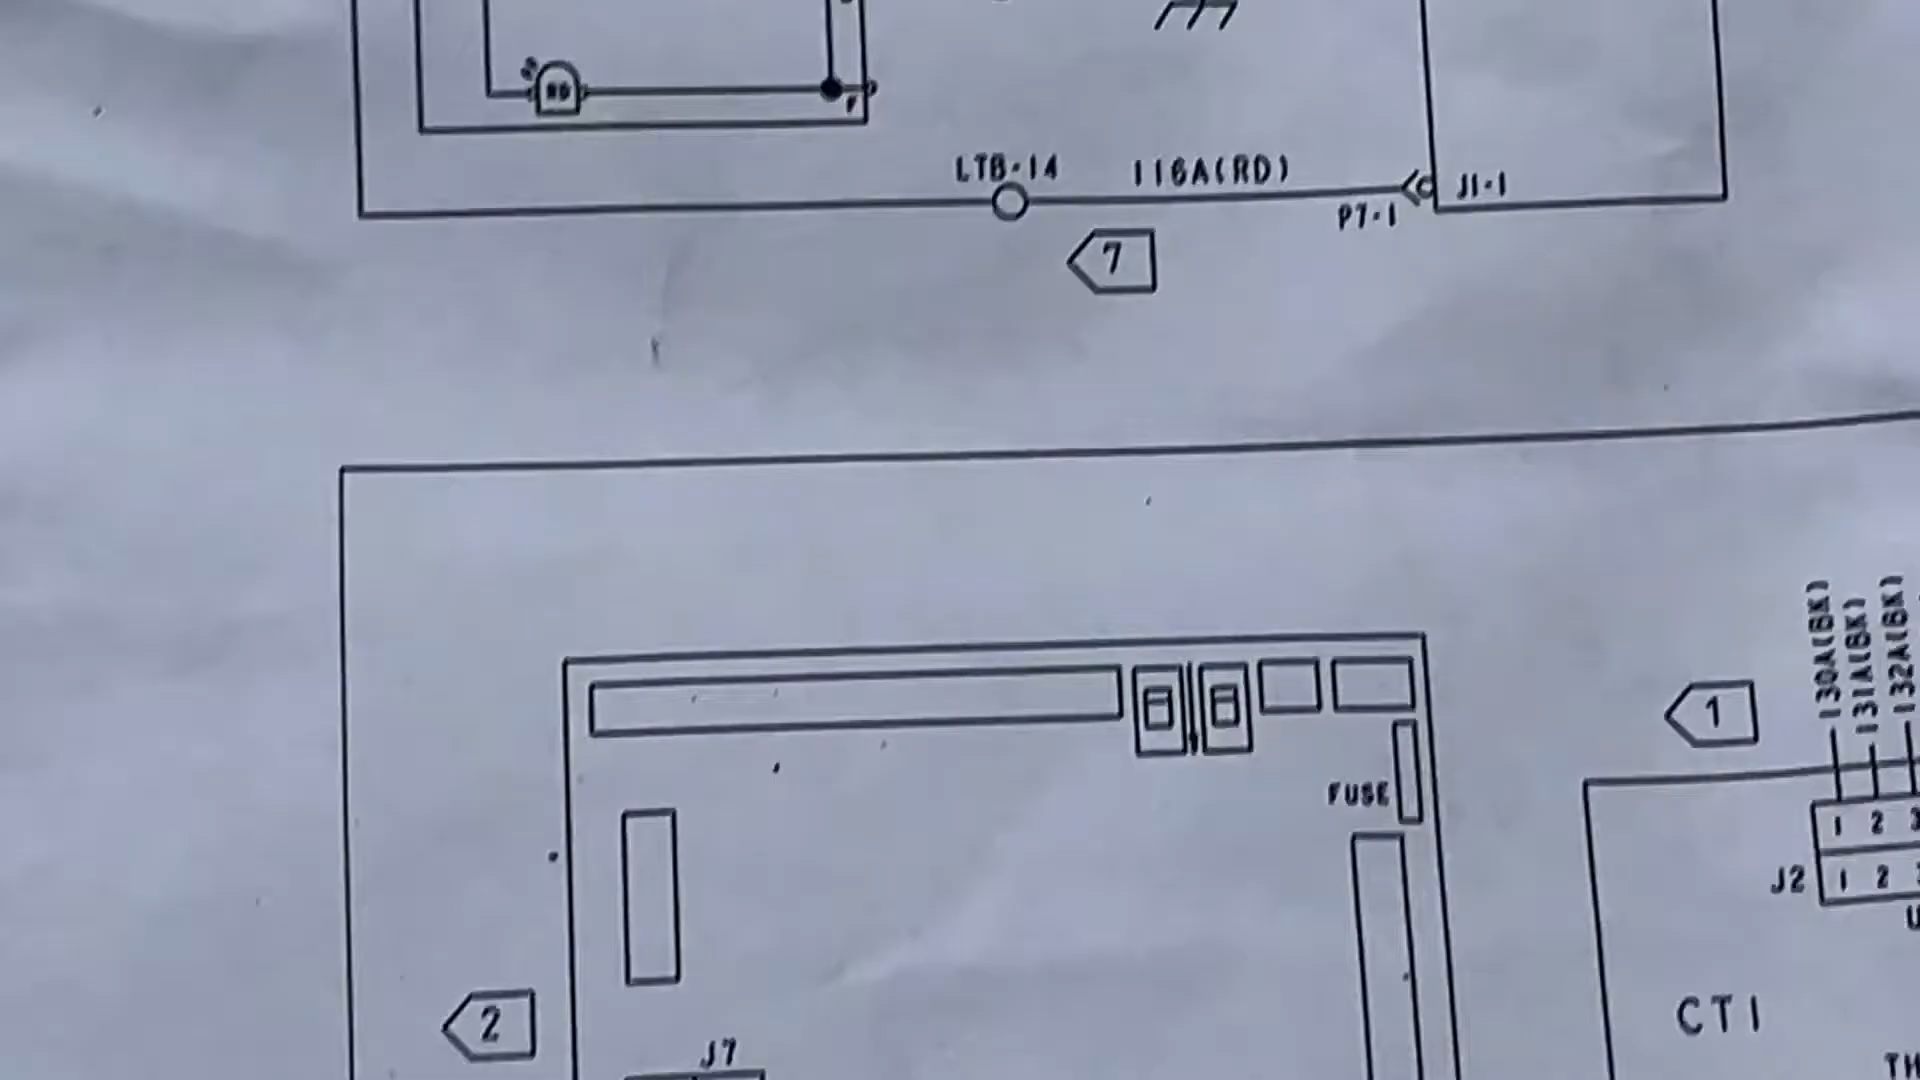 RD
LTB-14
116A(RD)
J1-1
P7-1
7
130A(BK)
131A(BK)
132A(BK)
1
FUSE
1 2 3
J2
1 2
CT1
2
J7